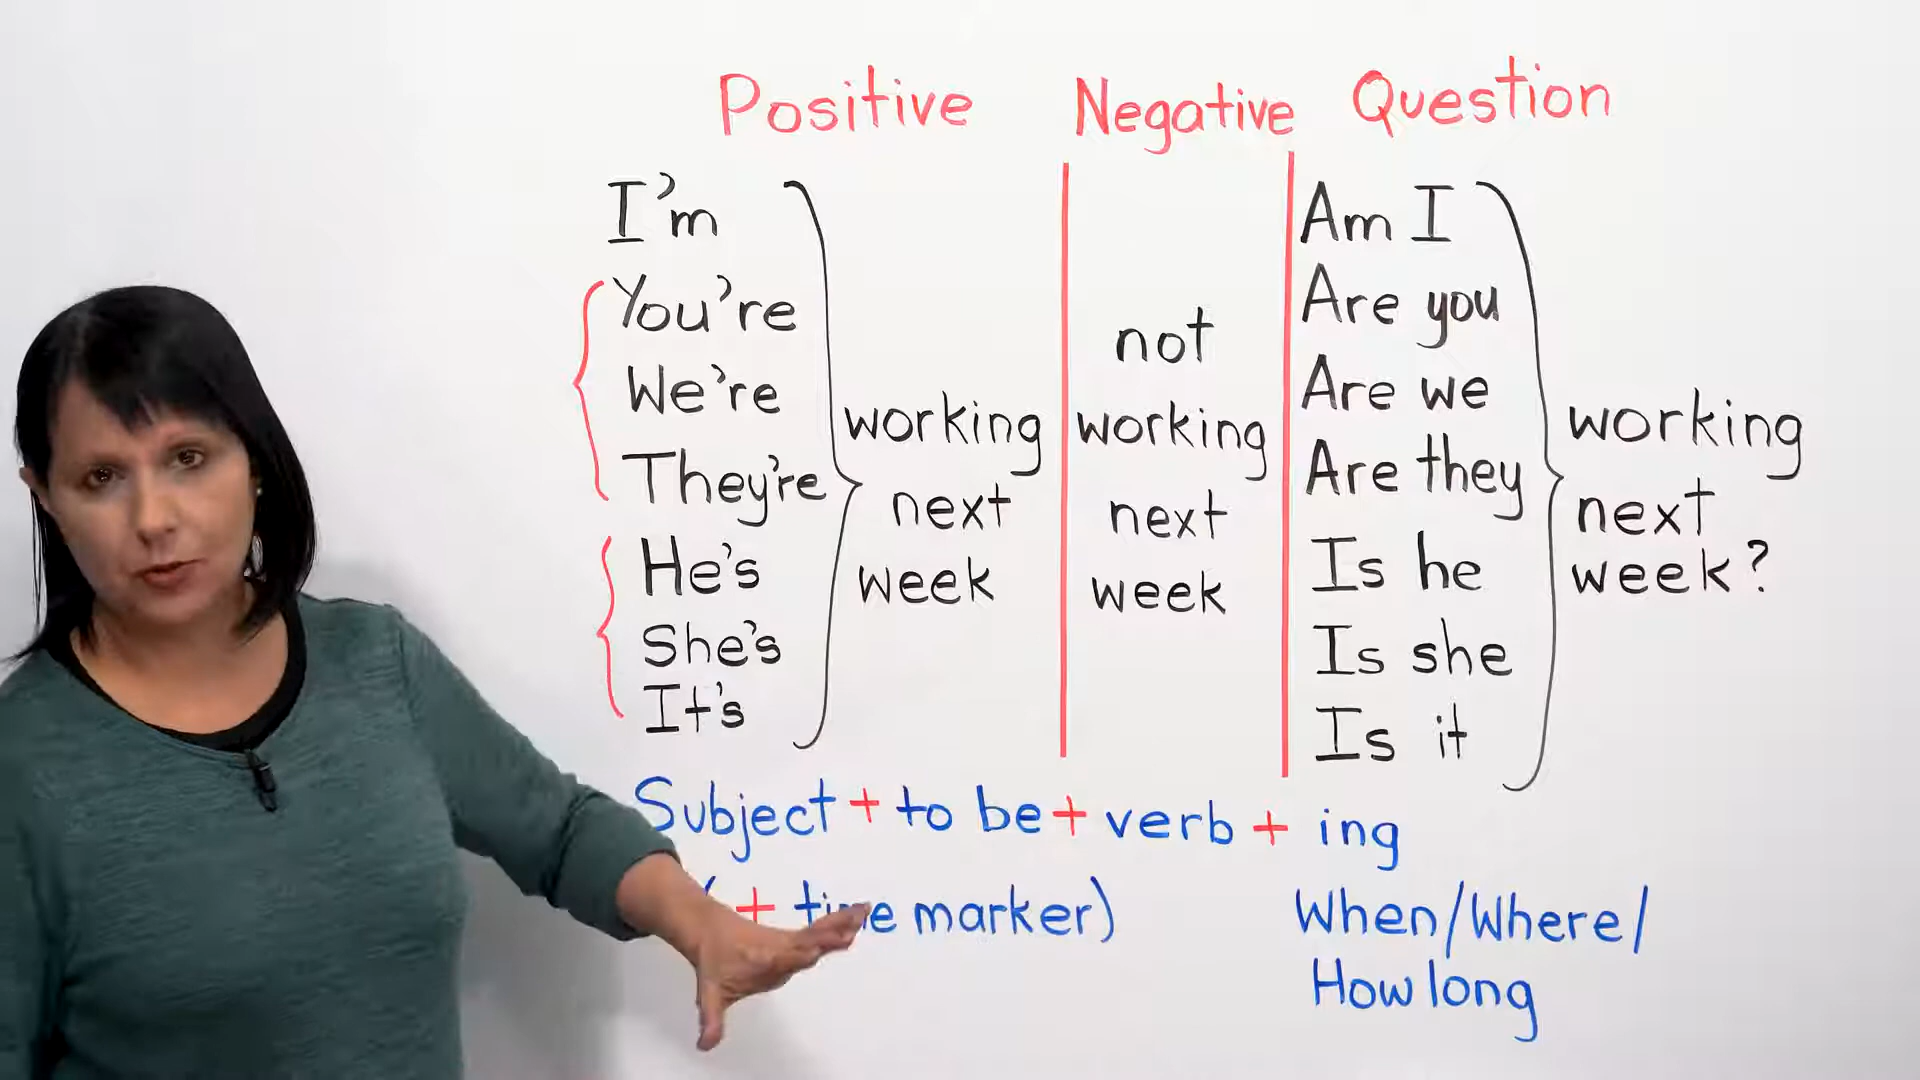 Positive Negative Question
I'm
You're
We're
They're
He's
She's
It's
working
next
week
not
working
next
week
Am I
Are you
Are we
Are they
Is he
Is she
Is it
working
next
week?
Subject + to be + verb + ing
(+ time marker)
When/Where/
How long